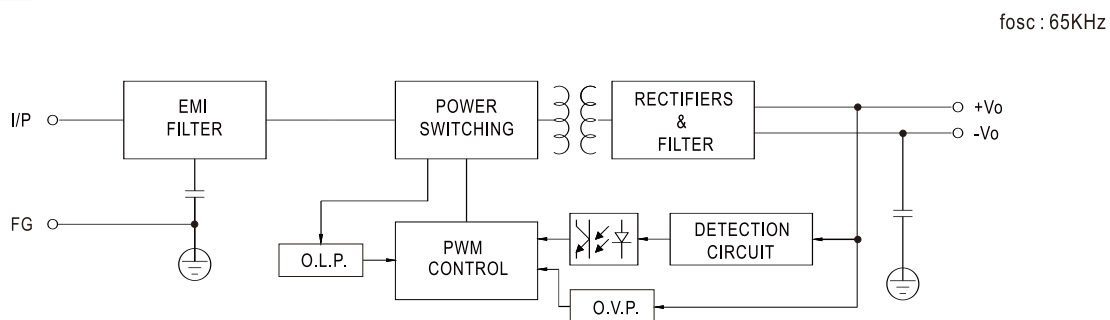 fosc : 65KHz
I/P
EMI
FILTER
POWER
SWITCHING
RECTIFIERS
&
FILTER
+Vo
-Vo
FG
O.L.P.
PWM
CONTROL
DETECTION
CIRCUIT
O.V.P.